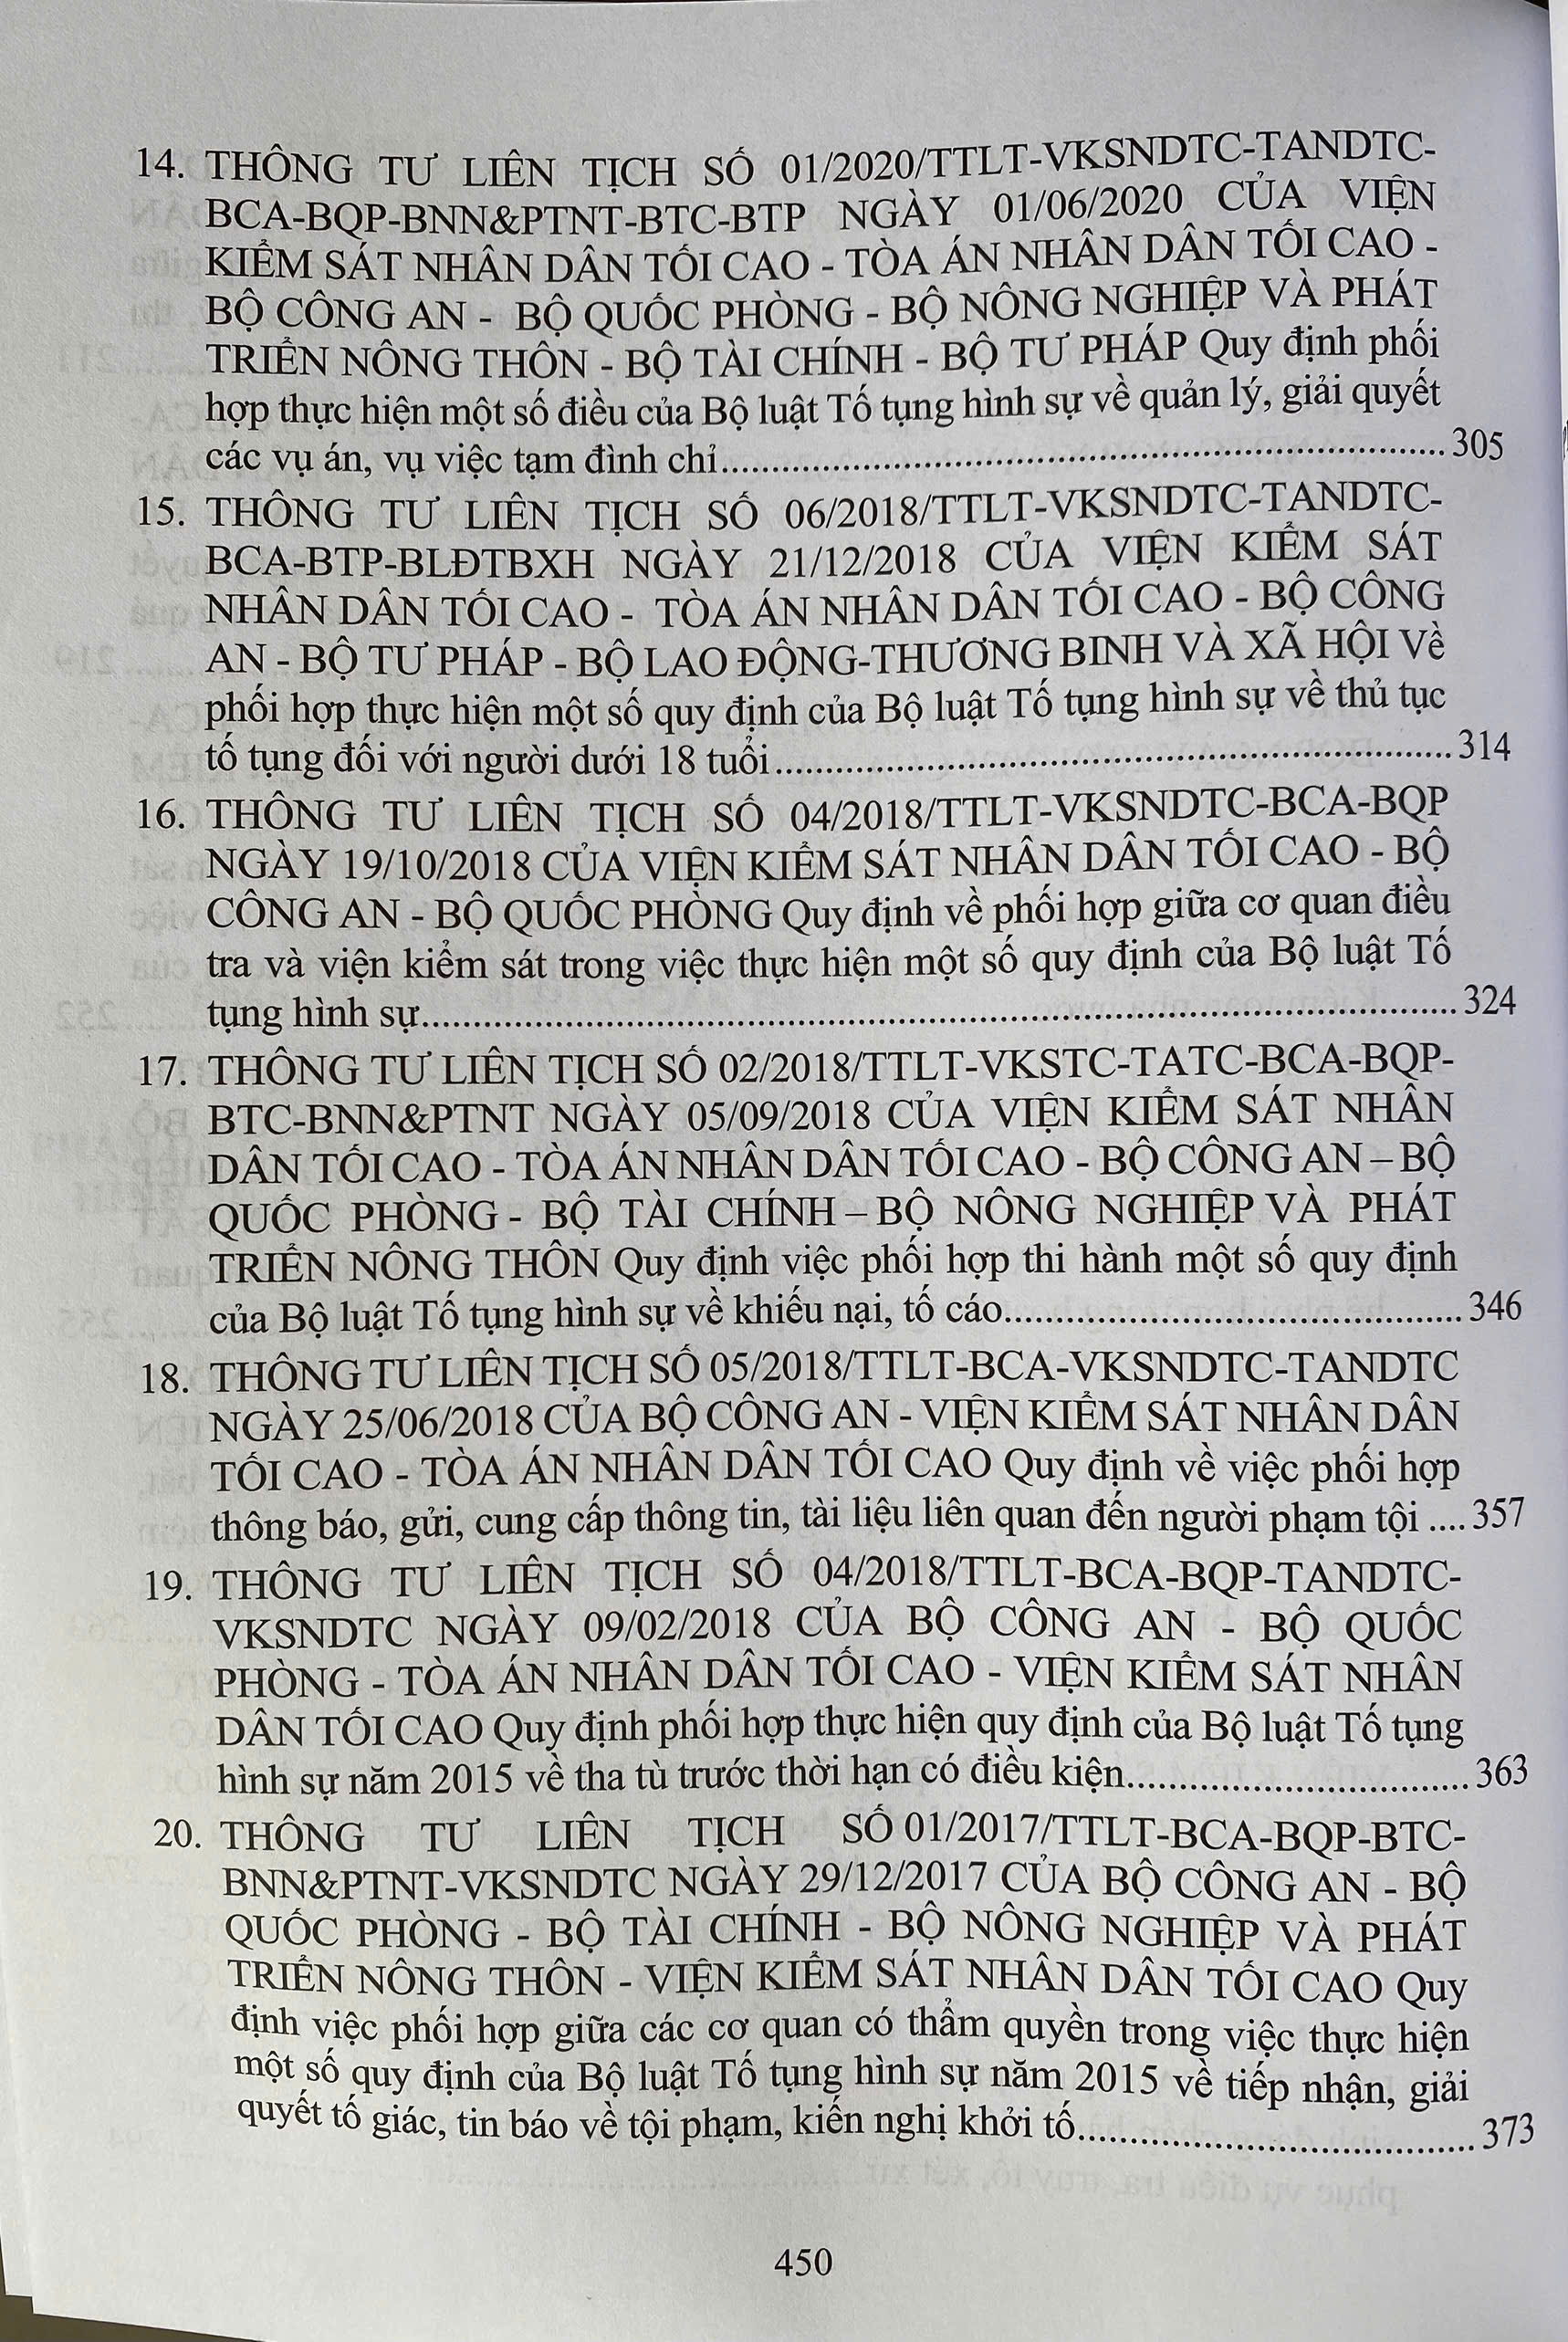 14. THÔNG TƯ LIÊN TỊCH SỐ 01/2020/TTLT-VKSNDTC-TANDTC-
BCA-BQP-BNN&PTNT-BTC-BTP NGÀY 01/06/2020 CỦA VIỆN
KIỂM SÁT NHÂN DÂN TỐI CAO - TÒA ÁN NHÂN DÂN TỐI CAO -
BỘ CÔNG AN - BỘ QUỐC PHÒNG - BỘ NÔNG NGHIỆP VÀ PHÁT
TRIỂN NÔNG THÔN - BỘ TÀI CHÍNH - BỘ TƯ PHÁP Quy định phối
hợp thực hiện một số điều của Bộ luật Tố tụng hình sự về quản lý, giải quyết
các vụ án, vụ việc tạm đình chỉ.......................................................................... 305
15. THÔNG TƯ LIÊN TỊCH SỐ 06/2018/TTLT-VKSNDTC-TANDTC-
BCA-BTP-BLĐTBXH NGÀY 21/12/2018 CỦA VIỆN KIỂM SÁT
NHÂN DÂN TỐI CAO - TÒA ÁN NHÂN DÂN TỐI CAO - BỘ CÔNG
AN - BỘ TƯ PHÁP - BỘ LAO ĐỘNG-THƯƠNG BINH VÀ XÃ HỘI Về
phối hợp thực hiện một số quy định của Bộ luật Tố tụng hình sự về thủ tục
tố tụng đối với người dưới 18 tuổi.................................................................... 314
16. THÔNG TƯ LIÊN TỊCH SỐ 04/2018/TTLT-VKSNDTC-BCA-BQP
NGÀY 19/10/2018 CỦA VIỆN KIỂM SÁT NHÂN DÂN TỐI CAO - BỘ
CÔNG AN - BỘ QUỐC PHÒNG Quy định về phối hợp giữa cơ quan điều
tra và viện kiểm sát trong việc thực hiện một số quy định của Bộ luật Tố
tụng hình sự....................................................................................................... 324
17. THÔNG TƯ LIÊN TỊCH SỐ 02/2018/TTLT-VKSTC-TATC-BCA-BQP-
BTC-BNN&PTNT NGÀY 05/09/2018 CỦA VIỆN KIỂM SÁT NHÂN
DÂN TỐI CAO - TÒA ÁN NHÂN DÂN TỐI CAO - BỘ CÔNG AN – BỘ
QUỐC PHÒNG - BỘ TÀI CHÍNH – BỘ NÔNG NGHIỆP VÀ PHÁT
TRIỂN NÔNG THÔN Quy định việc phối hợp thi hành một số quy định
của Bộ luật Tố tụng hình sự về khiếu nại, tố cáo.............................................. 346
18. THÔNG TƯ LIÊN TỊCH SỐ 05/2018/TTLT-BCA-VKSNDTC-TANDTC
NGÀY 25/06/2018 CỦA BỘ CÔNG AN - VIỆN KIỂM SÁT NHÂN DÂN
TỐI CAO - TÒA ÁN NHÂN DÂN TỐI CAO Quy định về việc phối hợp
thông báo, gửi, cung cấp thông tin, tài liệu liên quan đến người phạm tội .... 357
19. THÔNG TƯ LIÊN TỊCH SỐ 04/2018/TTLT-BCA-BQP-TANDTC-
VKSNDTC NGÀY 09/02/2018 CỦA BỘ CÔNG AN - BỘ QUỐC
PHÒNG - TÒA ÁN NHÂN DÂN TỐI CAO - VIỆN KIỂM SÁT NHÂN
DÂN TỐI CAO Quy định phối hợp thực hiện quy định của Bộ luật Tố tụng
hình sự năm 2015 về tha tù trước thời hạn có điều kiện.................................. 363
20. THÔNG TƯ LIÊN TỊCH SỐ 01/2017/TTLT-BCA-BQP-BTC-
BNN&PTNT-VKSNDTC NGÀY 29/12/2017 CỦA BỘ CÔNG AN - BỘ
QUỐC PHÒNG - BỘ TÀI CHÍNH - BỘ NÔNG NGHIỆP VÀ PHÁT
TRIỂN NÔNG THÔN - VIỆN KIỂM SÁT NHÂN DÂN TỐI CAO Quy
định việc phối hợp giữa các cơ quan có thẩm quyền trong việc thực hiện
một số quy định của Bộ luật Tố tụng hình sự năm 2015 về tiếp nhận, giải
quyết tố giác, tin báo về tội phạm, kiến nghị khởi tố........................................ 373
450